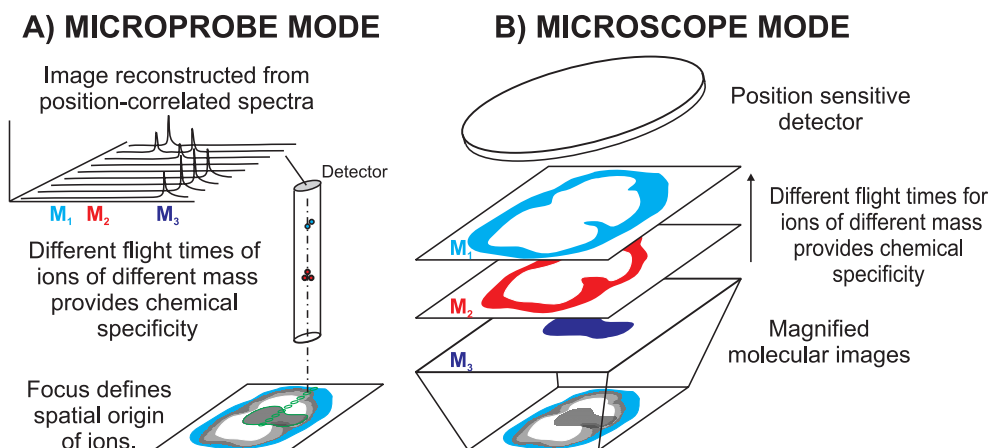 A) MICROPROBE MODE
Image reconstructed from
position-correlated spectra
Detector
M₁ M₂ M₃
Different flight times of
ions of different mass
provides chemical
specificity
Focus defines
spatial origin
of ions.
B) MICROSCOPE MODE
Position sensitive
detector
M₁
Different flight times for
ions of different mass
provides chemical
specificity
M₂
M₃
Magnified
molecular images